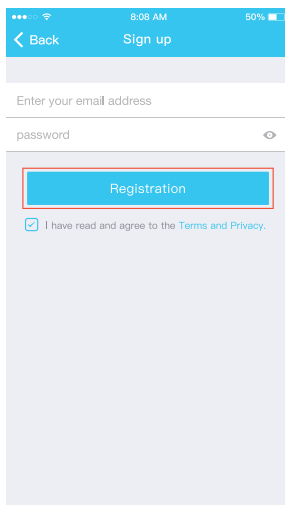 8:08 AM
50%
Back
Sign up
Enter your email address
password
Registration
I have read and agree to the Terms and Privacy.